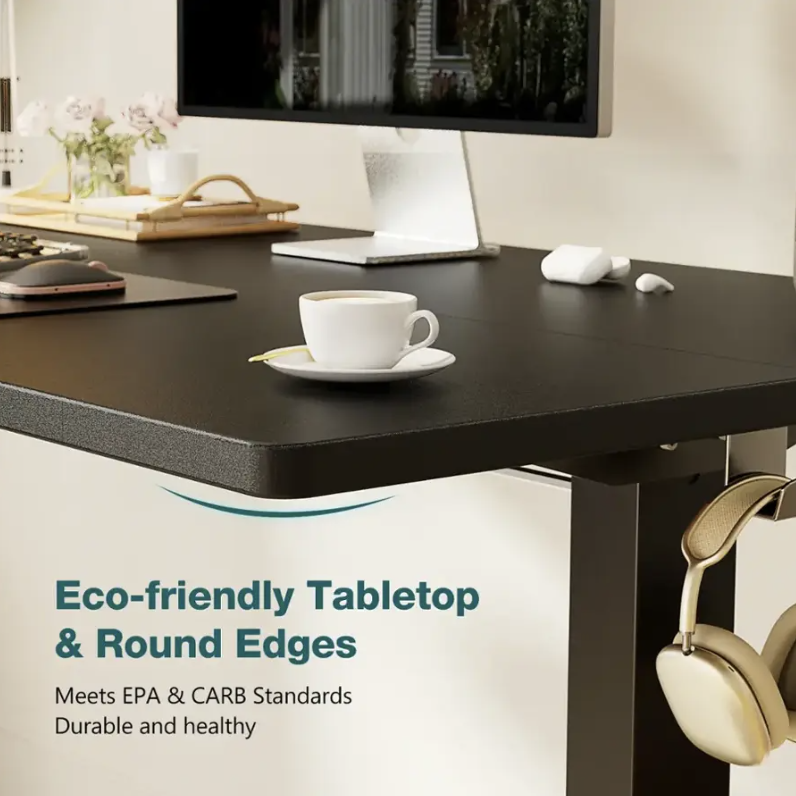 Eco-friendly Tabletop
& Round Edges
Meets EPA & CARB Standards
Durable and healthy